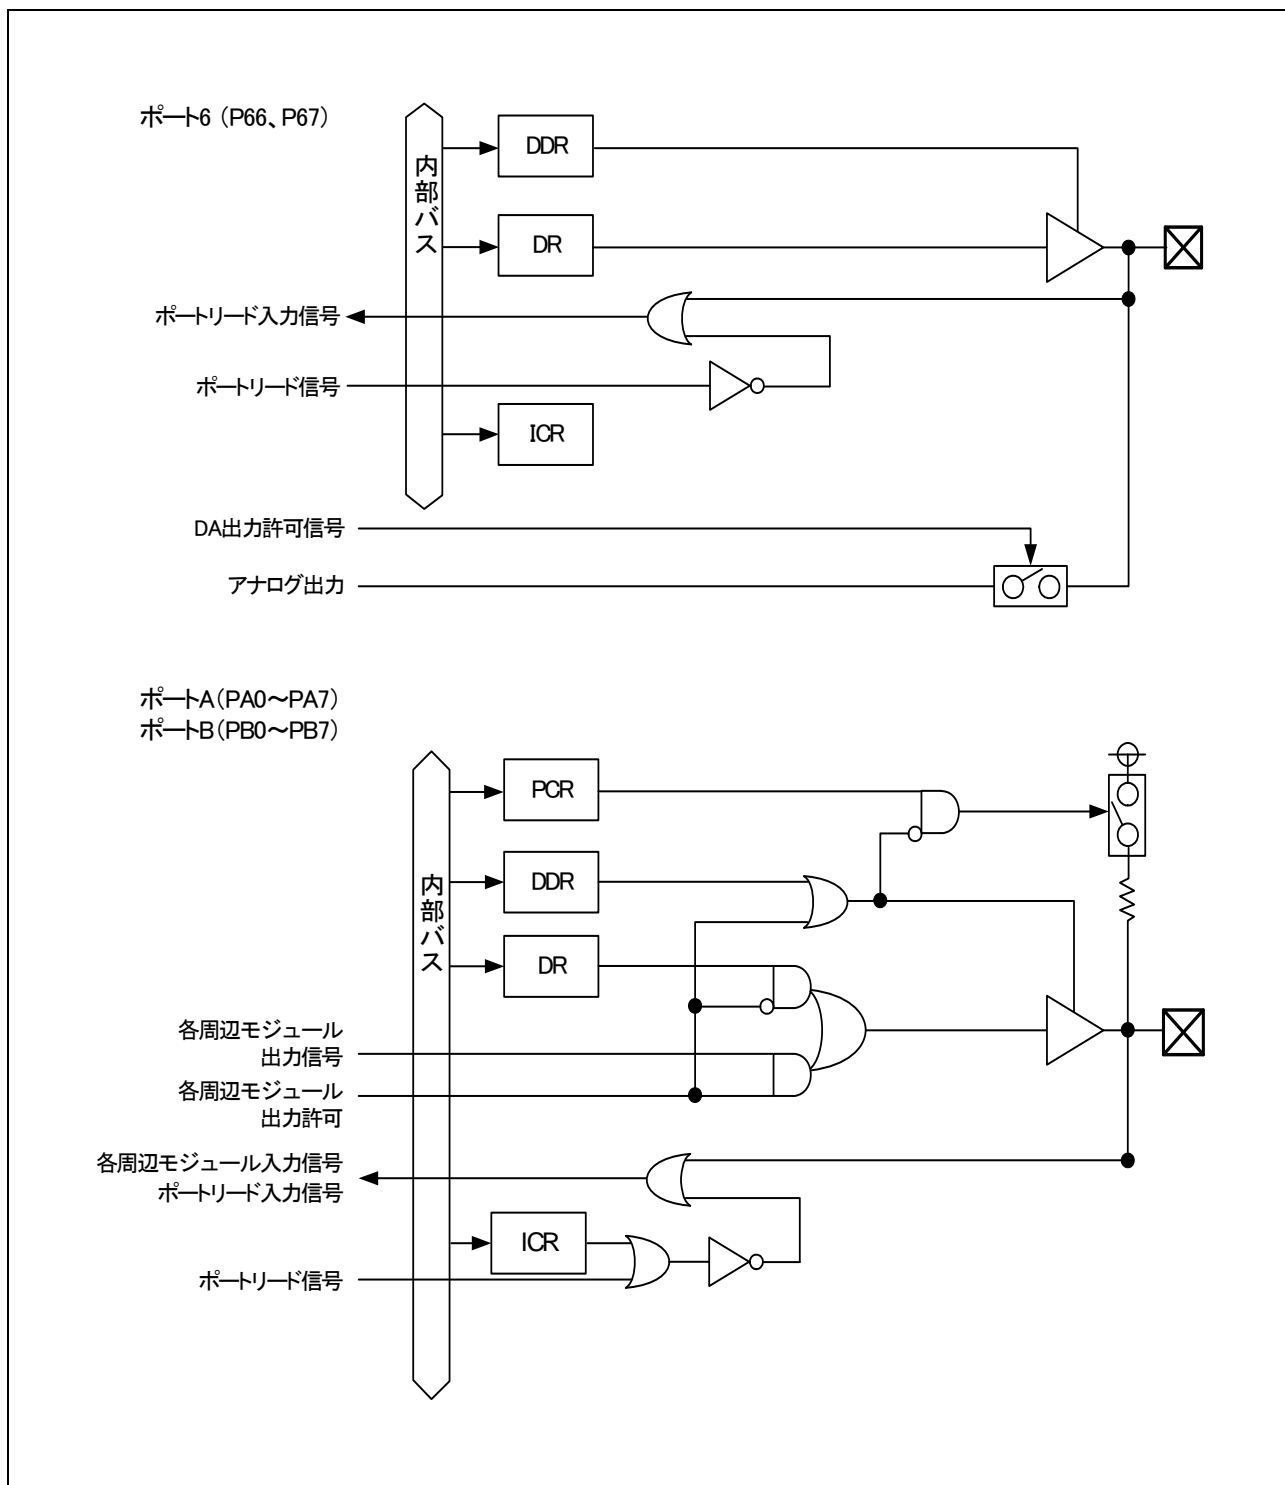 ポート6（P66、P67）
内部バス
DDR
DR
ポートリード入力信号
ポートリード信号
ICR
DA出力許可信号
アナログ出力
ポートA（PA0～PA7）
ポートB（PB0～PB7）
内部バス
PCR
DDR
DR
各周辺モジュール
出力信号
各周辺モジュール
出力許可
各周辺モジュール入力信号
ポートリード入力信号
ICR
ポートリード信号